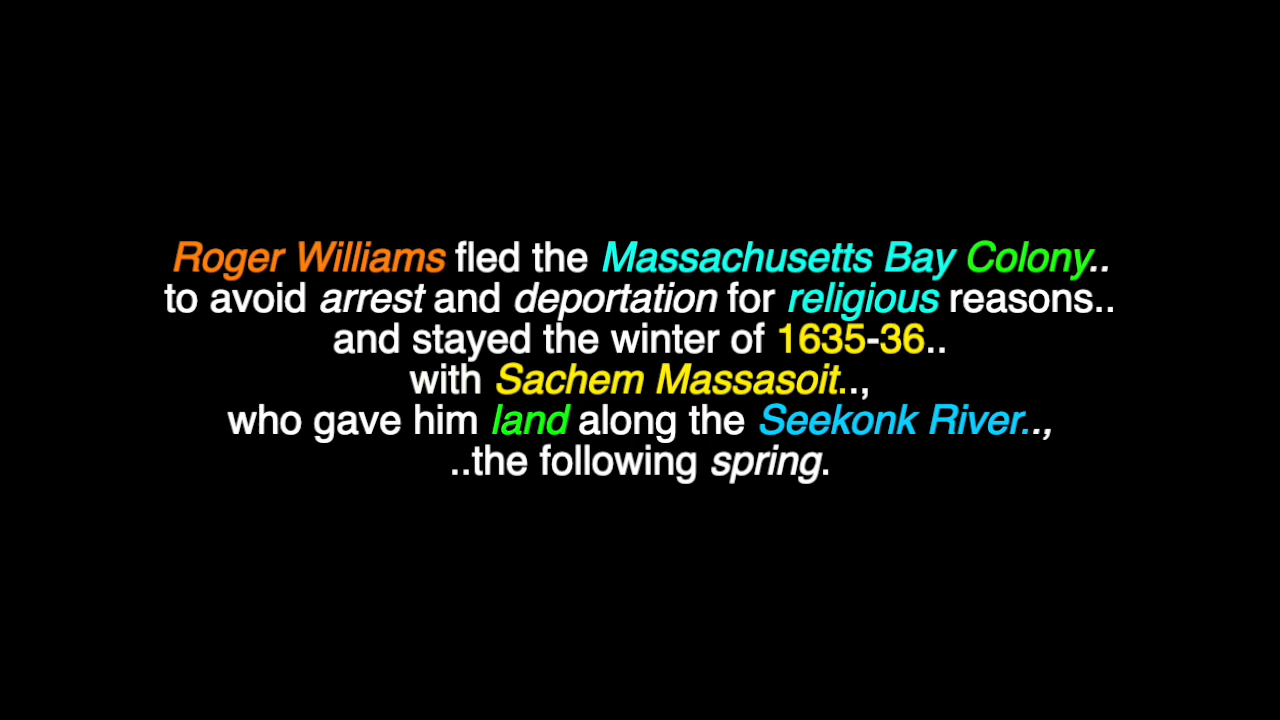 Roger Williams fled the Massachusetts Bay Colony..
to avoid arrest and deportation for religious reasons..
and stayed the winter of 1635-36..
with Sachem Massasoit..,
who gave him land along the Seekonk River..,
..the following spring.